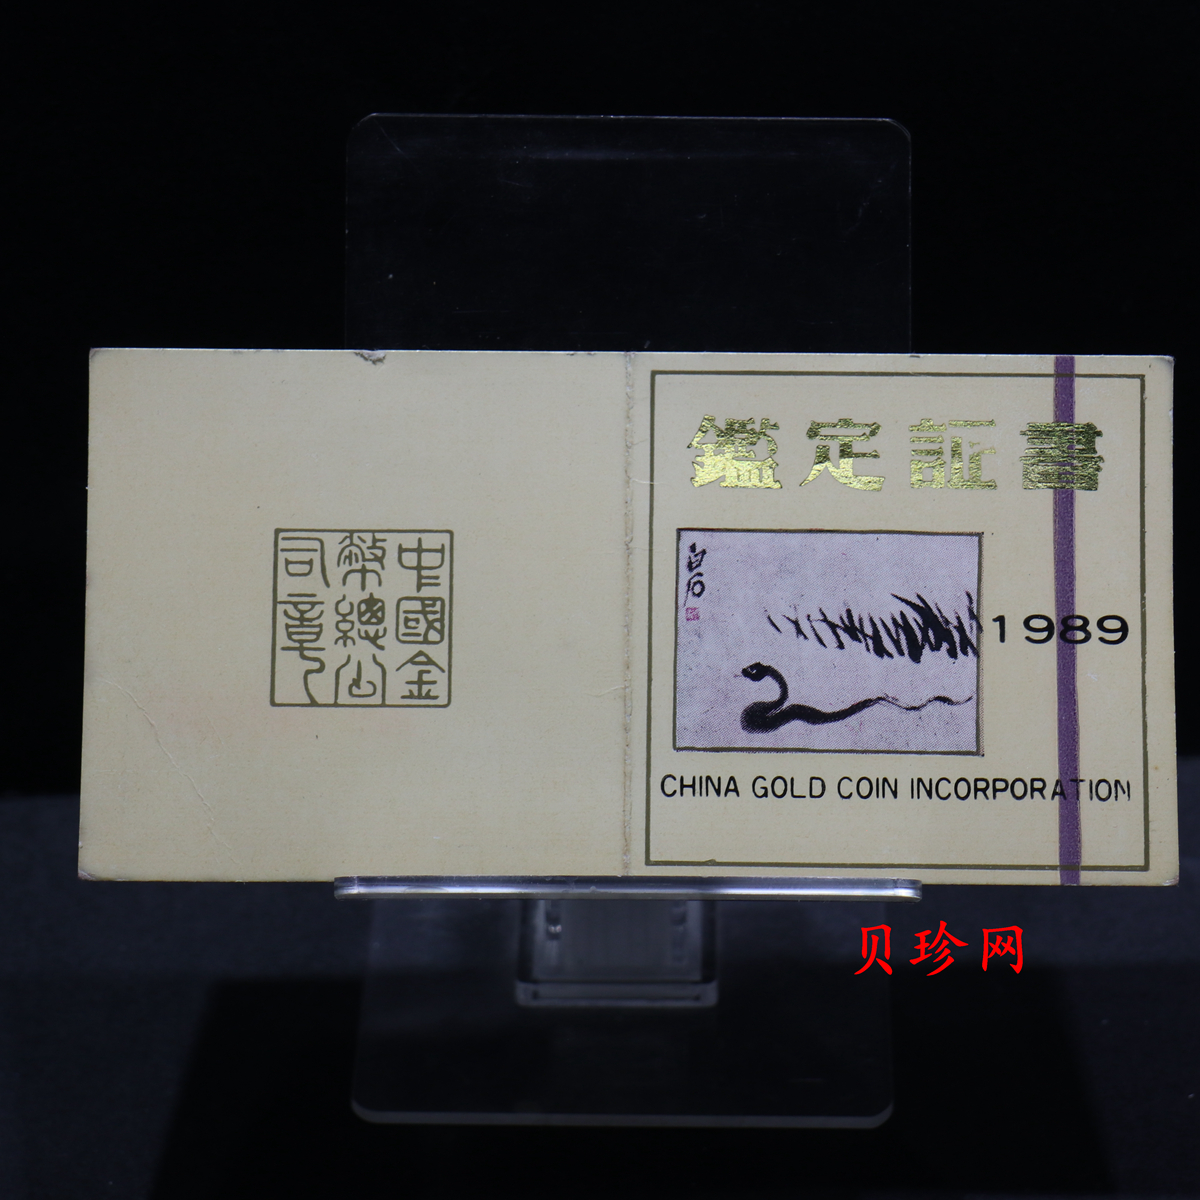 鑑定証書
白石
1989
CHINA GOLD COIN INCORPORATION
中國金
幣總公
司章
贝珍网